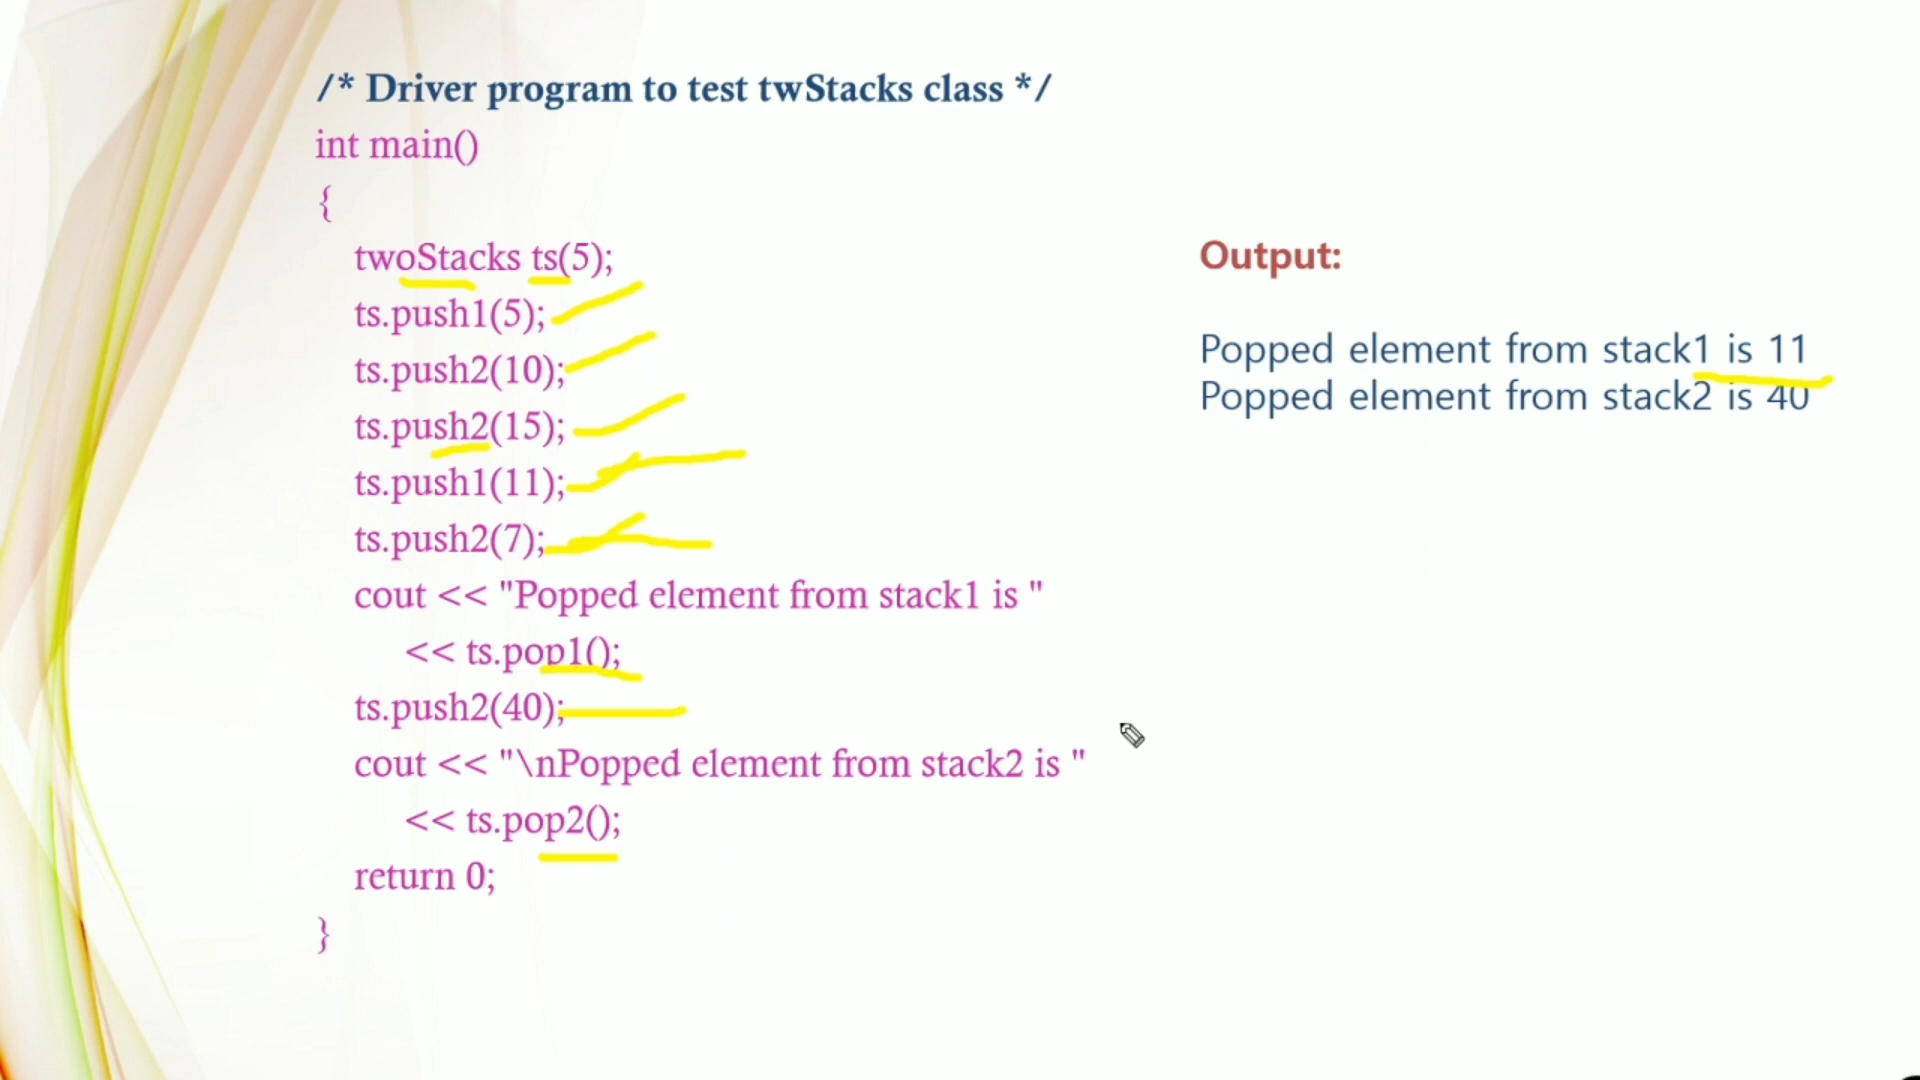 /* Driver program to test twStacks class */
int main()
{
twoStacks ts(5);
ts.push1(5);
ts.push2(10);
ts.push2(15);
ts.push1(11);
ts.push2(7);
cout << "Popped element from stack1 is "
<< ts.pop1();
ts.push2(40);
cout << "\nPopped element from stack2 is "
<< ts.pop2();
return 0;
}
Output:
Popped element from stack1 is 11
Popped element from stack2 is 40